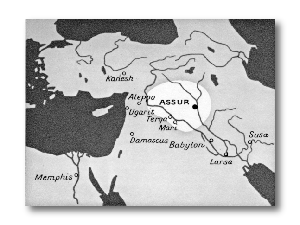 Kanesh
Aleppo
ASSUR
Ugarit
Terqa
Mari
Damascus
Babylon
Susa
Larsa
Memphis